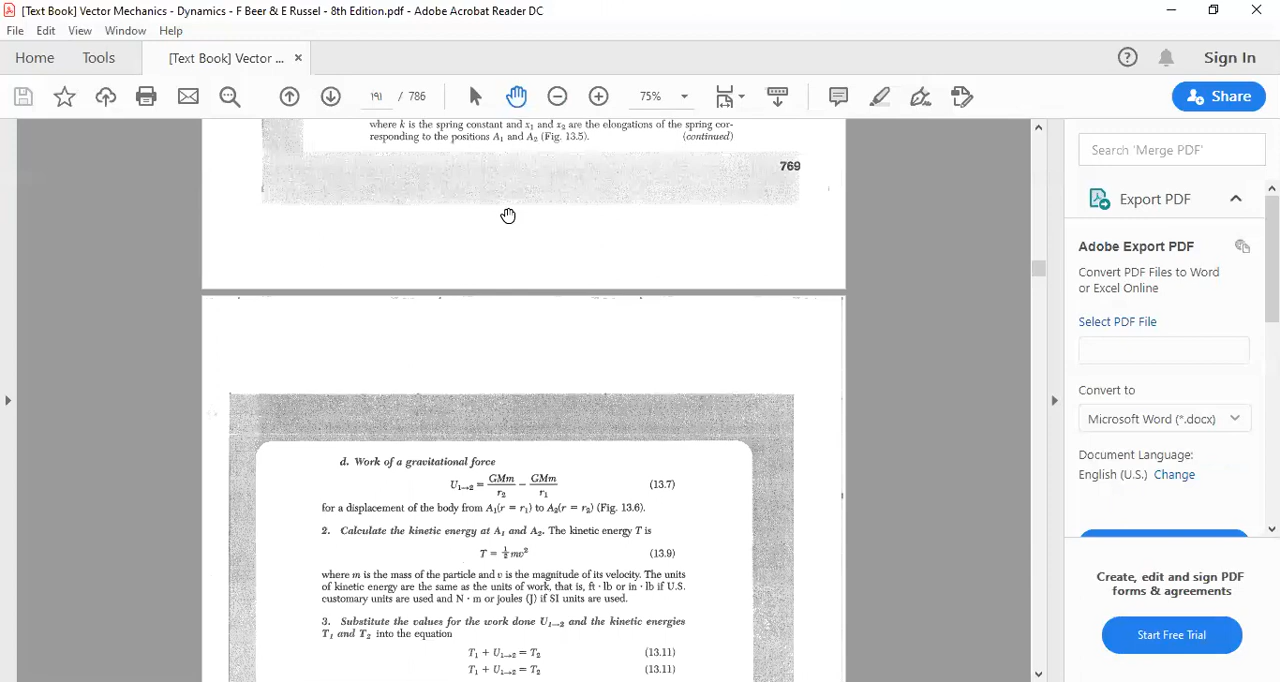 [Text Book] Vector Mechanics - Dynamics - F Beer & E Russel - 8th Edition.pdf - Adobe Acrobat Reader DC
File Edit View Window Help
Home Tools [Text Book] Vector ... × Sign In
191 / 786 75% Share
where k is the spring constant and x₁ and x₂ are the elongations of the spring cor-
responding to the positions A₁ and A₂ (Fig. 13.5). (continued)
769
d. Work of a gravitational force
U₁→₂ = GMm/r₂ − GMm/r₁ (13.7)
for a displacement of the body from A₁(r = r₁) to A₂(r = r₂) (Fig. 13.6).
2. Calculate the kinetic energy at A₁ and A₂. The kinetic energy T is
T = ½mv² (13.9)
where m is the mass of the particle and v is the magnitude of its velocity. The units
of kinetic energy are the same as the units of work, that is, ft · lb or in · lb if U.S.
customary units are used and N · m or joules (J) if SI units are used.
3. Substitute the values for the work done U₁→₂ and the kinetic energies
T₁ and T₂ into the equation
T₁ + U₁→₂ = T₂ (13.11)
T₁ + U₁→₂ = T₂ (13.11)
Search 'Merge PDF'
Export PDF
Adobe Export PDF
Convert PDF Files to Word
or Excel Online
Select PDF File
Convert to
Microsoft Word (*.docx)
Document Language:
English (U.S.) Change
Create, edit and sign PDF
forms & agreements
Start Free Trial